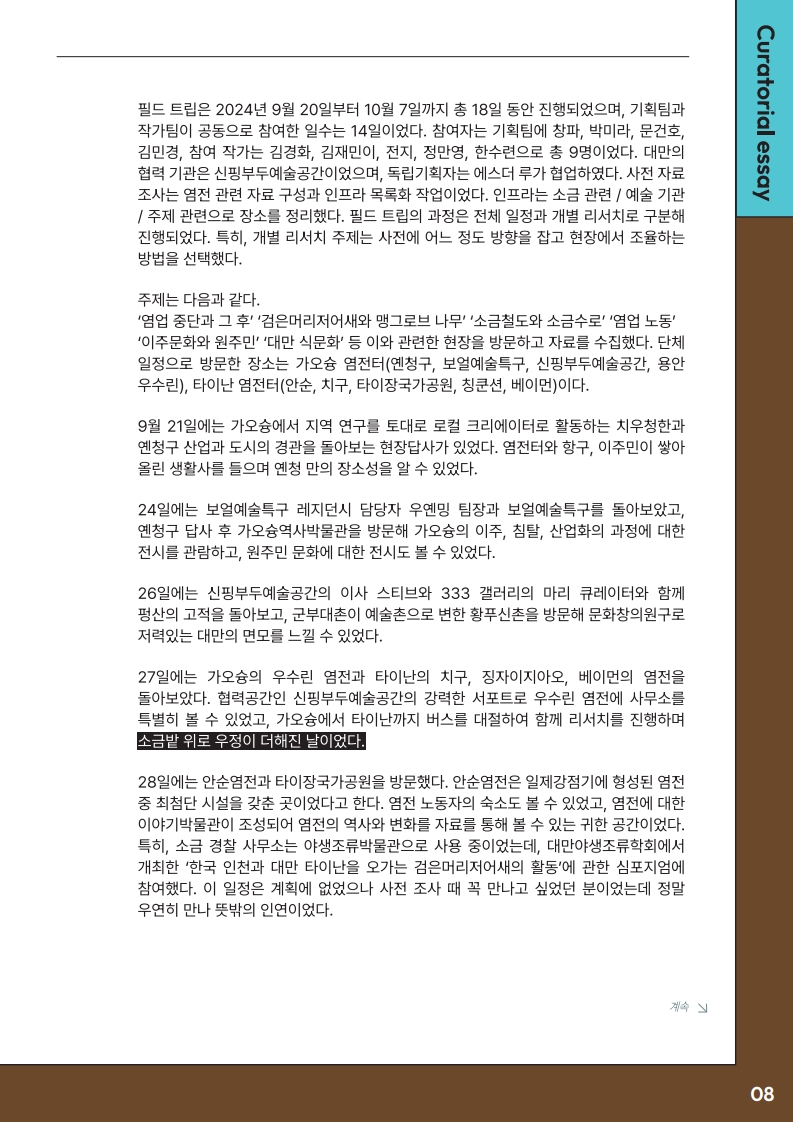 Curatorial essay
필드 트립은 2024년 9월 20일부터 10월 7일까지 총 18일 동안 진행되었으며, 기획팀과
작가팀이 공동으로 참여한 일수는 14일이었다. 참여자는 기획팀에 창파, 박미라, 문건호,
김민경, 참여 작가는 김경화, 김재민이, 전지, 정만영, 한수련으로 총 9명이었다. 대만의
협력 기관은 신핑부두예술공간이었으며, 독립기획자는 에스더 루가 협업하였다. 사전 자료
조사는 염전 관련 자료 구성과 인프라 목록화 작업이었다. 인프라는 소금 관련 / 예술 기관
/ 주제 관련으로 장소를 정리했다. 필드 트립의 과정은 전체 일정과 개별 리서치로 구분해
진행되었다. 특히, 개별 리서치 주제는 사전에 어느 정도 방향을 잡고 현장에서 조율하는
방법을 선택했다.
주제는 다음과 같다.
‘염업 중단과 그 후’ ‘검은머리저어새와 맹그로브 나무’ ‘소금철도와 소금수로’ ‘염업 노동’
‘이주문화와 원주민’ ‘대만 식문화’ 등 이와 관련한 현장을 방문하고 자료를 수집했다. 단체
일정으로 방문한 장소는 가오슝 염전터(옌청구, 보얼예술특구, 신핑부두예술공간, 용안
우수린), 타이난 염전터(안순, 치구, 타이장국가공원, 칭쿤션, 베이먼)이다.
9월 21일에는 가오슝에서 지역 연구를 토대로 로컬 크리에이터로 활동하는 치우청한과
옌청구 산업과 도시의 경관을 돌아보는 현장답사가 있었다. 염전터와 항구, 이주민이 쌓아
올린 생활사를 들으며 옌청 만의 장소성을 알 수 있었다.
24일에는 보얼예술특구 레지던시 담당자 우옌밍 팀장과 보얼예술특구를 돌아보았고,
옌청구 답사 후 가오슝역사박물관을 방문해 가오슝의 이주, 침탈, 산업화의 과정에 대한
전시를 관람하고, 원주민 문화에 대한 전시도 볼 수 있었다.
26일에는 신핑부두예술공간의 이사 스티브와 333 갤러리의 마리 큐레이터와 함께
펑산의 고적을 돌아보고, 군부대촌이 예술촌으로 변한 황푸신촌을 방문해 문화창의원구로
저력있는 대만의 면모를 느낄 수 있었다.
27일에는 가오슝의 우수린 염전과 타이난의 치구, 징자이지아오, 베이먼의 염전을
돌아보았다. 협력공간인 신핑부두예술공간의 강력한 서포트로 우수린 염전에 사무소를
특별히 볼 수 있었고, 가오슝에서 타이난까지 버스를 대절하여 함께 리서치를 진행하며
소금밭 위로 우정이 더해진 날이었다.
28일에는 안순염전과 타이장국가공원을 방문했다. 안순염전은 일제강점기에 형성된 염전
중 최첨단 시설을 갖춘 곳이었다고 한다. 염전 노동자의 숙소도 볼 수 있었고, 염전에 대한
이야기박물관이 조성되어 염전의 역사와 변화를 자료를 통해 볼 수 있는 귀한 공간이었다.
특히, 소금 경찰 사무소는 야생조류박물관으로 사용 중이었는데, 대만야생조류학회에서
개최한 ‘한국 인천과 대만 타이난을 오가는 검은머리저어새의 활동’에 관한 심포지엄에
참여했다. 이 일정은 계획에 없었으나 사전 조사 때 꼭 만나고 싶었던 분이었는데 정말
우연히 만나 뜻밖의 인연이었다.
계속
08